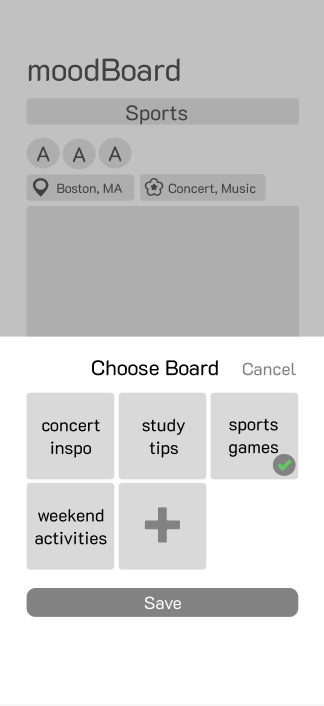 moodBoard
Sports
A A A
Boston, MA Concert, Music
Choose Board Cancel
concert
inspo
study
tips
sports
games
weekend
activities
Save